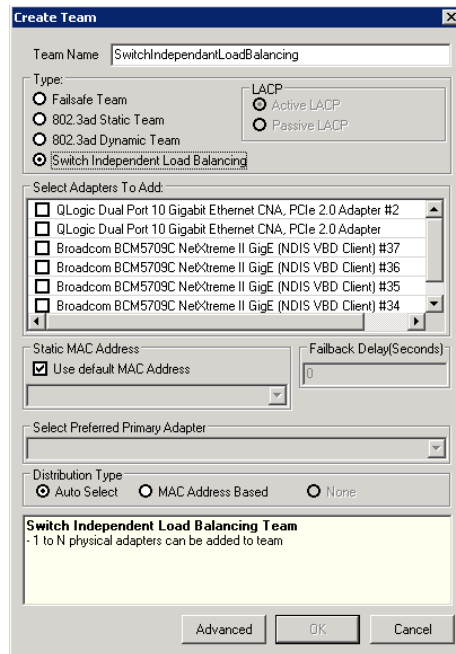 Create Team
Team Name SwitchIndependantLoadBalancing
Type:
Failsafe Team
802.3ad Static Team
802.3ad Dynamic Team
Switch Independent Load Balancing
LACP
Active LACP
Passive LACP
Select Adapters To Add:
QLogic Dual Port 10 Gigabit Ethernet CNA, PCIe 2.0 Adapter #2
QLogic Dual Port 10 Gigabit Ethernet CNA, PCIe 2.0 Adapter
Broadcom BCM5709C NetXtreme II GigE (NDIS VBD Client) #37
Broadcom BCM5709C NetXtreme II GigE (NDIS VBD Client) #36
Broadcom BCM5709C NetXtreme II GigE (NDIS VBD Client) #35
Broadcom BCM5709C NetXtreme II GigE (NDIS VBD Client) #34
Static MAC Address
Use default MAC Address
Failback Delay(Seconds)
0
Select Preferred Primary Adapter
Distribution Type
Auto Select MAC Address Based None
Switch Independent Load Balancing Team
- 1 to N physical adapters can be added to team
Advanced OK Cancel